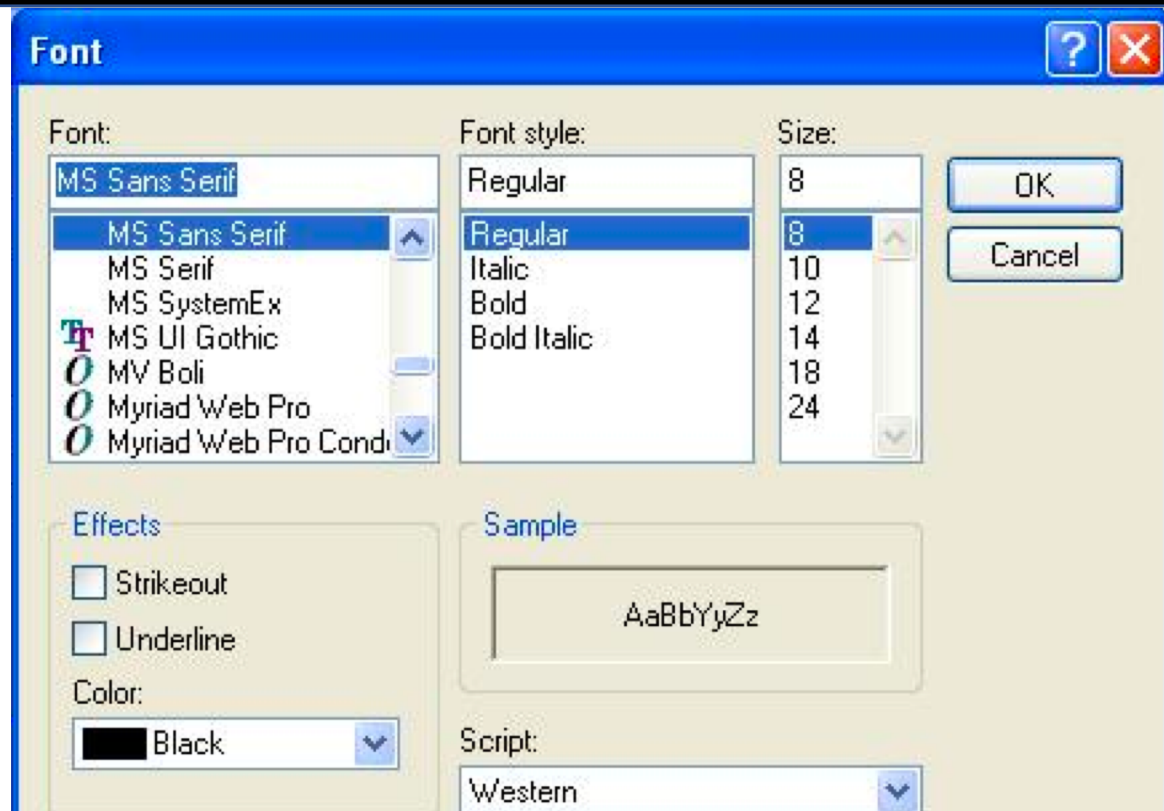 Font
Font:
MS Sans Serif
MS Sans Serif
MS Serif
MS SystemEx
MS UI Gothic
MV Boli
Myriad Web Pro
Myriad Web Pro Cond
Font style:
Regular
Regular
Italic
Bold
Bold Italic
Size:
8
8
10
12
14
18
24
OK
Cancel
Effects
Strikeout
Underline
Color:
Black
Sample
AaBbYyZz
Script:
Western